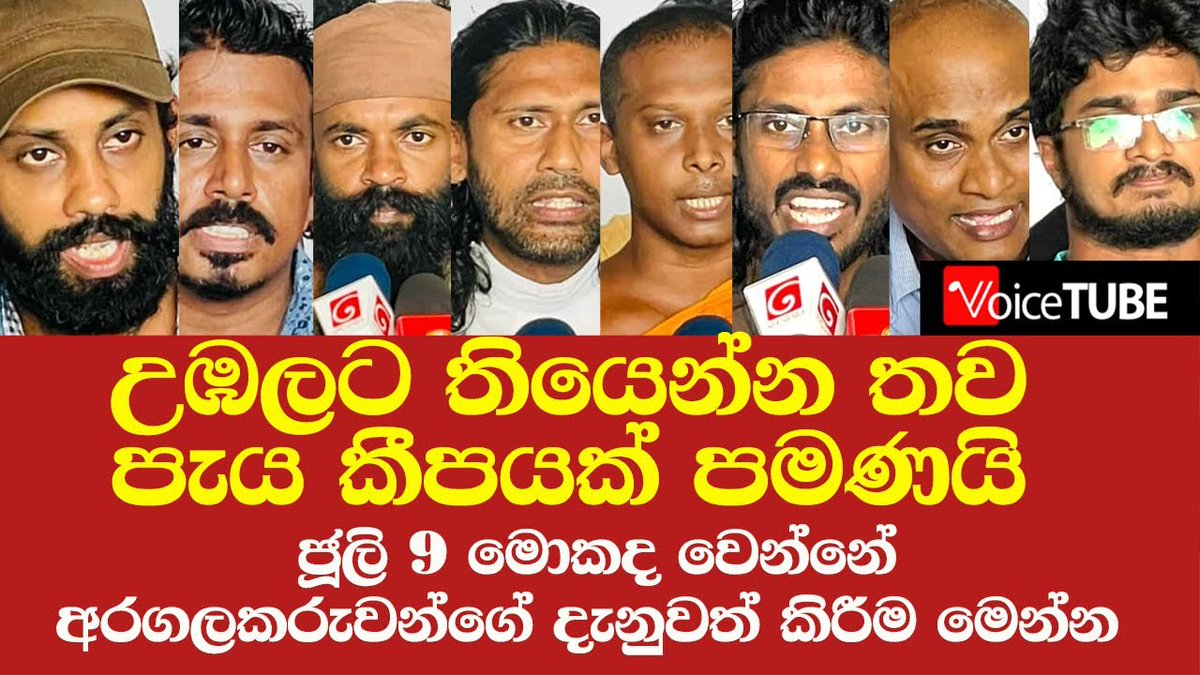 VoiceTUBE
උඹලට තියෙන්න තව
පැය කීපයක් පමණයි
ජූලි 9 මොකද වෙන්නේ
අරගලකරුවන්ගේ දැනුවත් කිරීම මෙන්න